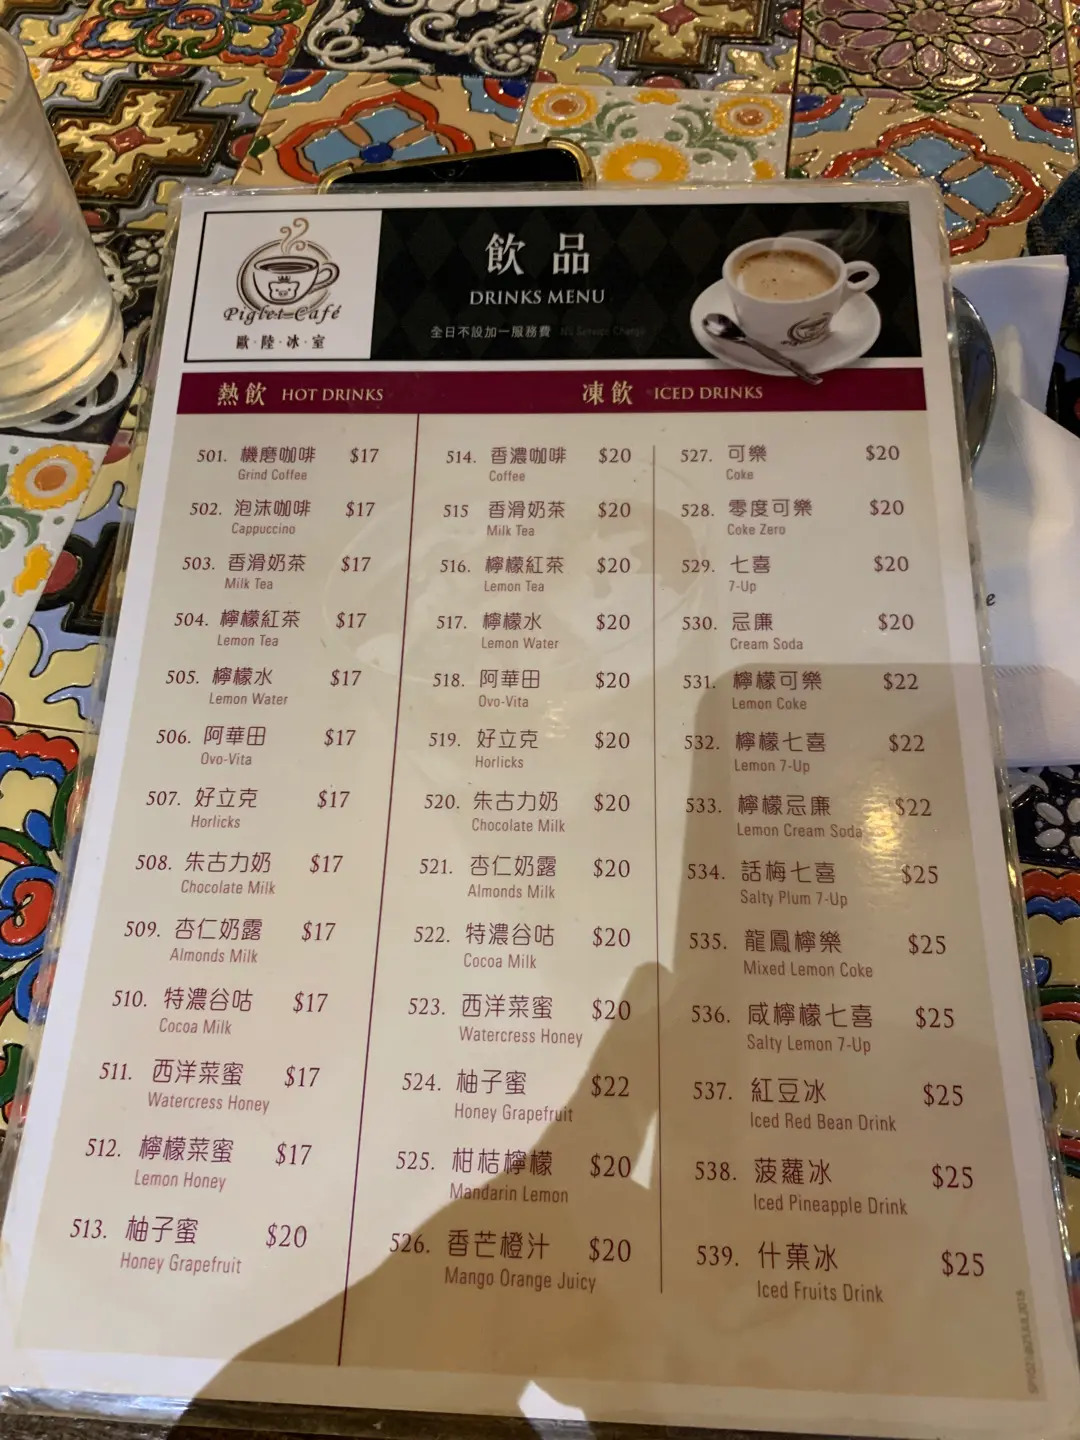 Piglet Café
歐·陸·冰·室
飲品
DRINKS MENU
全日不設加一服務費 No Service Charge
熱飲 HOT DRINKS
501. 機磨咖啡 $17
Grind Coffee
502. 泡沫咖啡 $17
Cappuccino
503. 香滑奶茶 $17
Milk Tea
504. 檸檬紅茶 $17
Lemon Tea
505. 檸檬水 $17
Lemon Water
506. 阿華田 $17
Ovo-Vita
507. 好立克 $17
Horlicks
508. 朱古力奶 $17
Chocolate Milk
509. 杏仁奶露 $17
Almonds Milk
510. 特濃谷咕 $17
Cocoa Milk
511. 西洋菜蜜 $17
Watercress Honey
512. 檸檬菜蜜 $17
Lemon Honey
513. 柚子蜜 $20
Honey Grapefruit
凍飲 ICED DRINKS
514. 香濃咖啡 $20
Coffee
515 香滑奶茶 $20
Milk Tea
516. 檸檬紅茶 $20
Lemon Tea
517. 檸檬水 $20
Lemon Water
518. 阿華田 $20
Ovo-Vita
519. 好立克 $20
Horlicks
520. 朱古力奶 $20
Chocolate Milk
521. 杏仁奶露 $20
Almonds Milk
522. 特濃谷咕 $20
Cocoa Milk
523. 西洋菜蜜 $20
Watercress Honey
524. 柚子蜜 $22
Honey Grapefruit
525. 柑桔檸檬 $20
Mandarin Lemon
526. 香芒橙汁 $20
Mango Orange Juicy
527. 可樂 $20
Coke
528. 零度可樂 $20
Coke Zero
529. 七喜 $20
7-Up
530. 忌廉 $20
Cream Soda
531. 檸檬可樂 $22
Lemon Coke
532. 檸檬七喜 $22
Lemon 7-Up
533. 檸檬忌廉 $22
Lemon Cream Soda
534. 話梅七喜 $25
Salty Plum 7-Up
535. 龍鳳檸樂 $25
Mixed Lemon Coke
536. 咸檸檬七喜 $25
Salty Lemon 7-Up
537. 紅豆冰 $25
Iced Red Bean Drink
538. 菠蘿冰 $25
Iced Pineapple Drink
539. 什菓冰 $25
Iced Fruits Drink